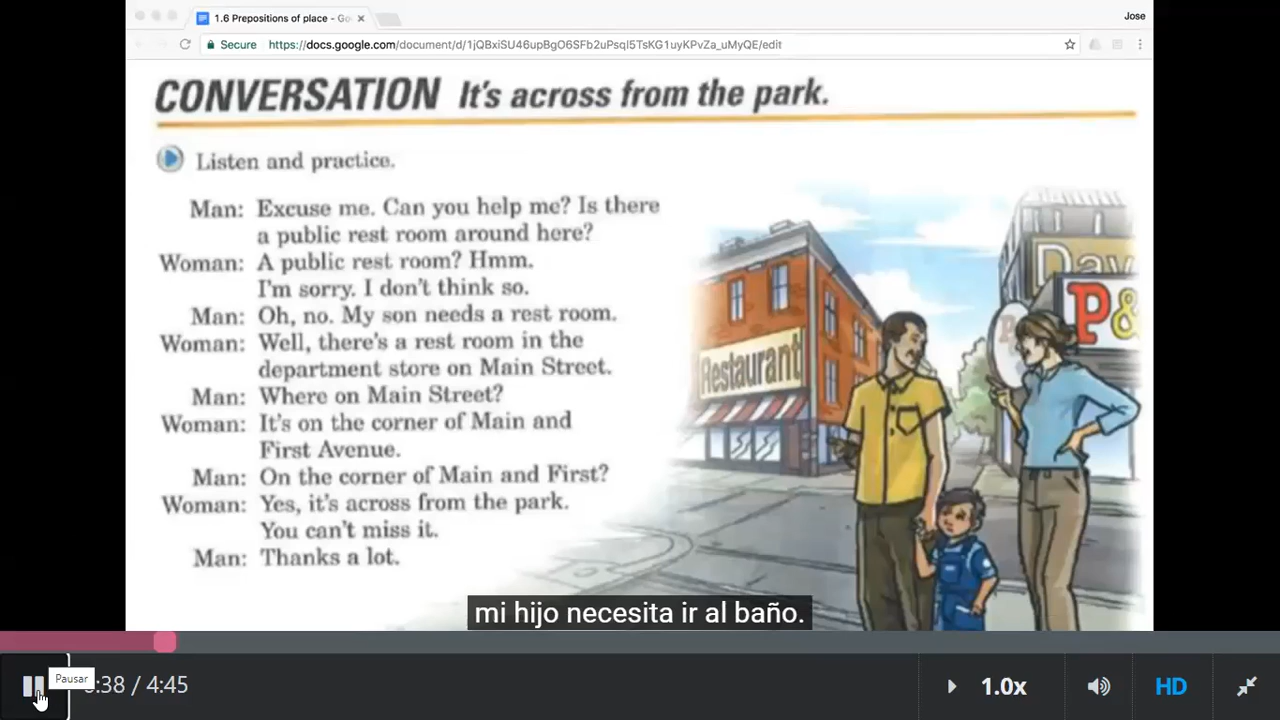 1.6 Prepositions of place - Go
Jose
Secure
https://docs.google.com/document/d/1jQBxiSU46upBgO6SFb2uPsql5TsKG1uyKPvZa_uMyQE/edit
CONVERSATION It's across from the park.
Listen and practice.
Man: Excuse me. Can you help me? Is there
a public rest room around here?
Woman: A public rest room? Hmm.
I'm sorry. I don't think so.
Man: Oh, no. My son needs a rest room.
Woman: Well, there's a rest room in the
department store on Main Street.
Man: Where on Main Street?
Woman: It's on the corner of Main and
First Avenue.
Man: On the corner of Main and First?
Woman: Yes, it's across from the park.
You can't miss it.
Man: Thanks a lot.
Restaurant
Dav
P&
mi hijo necesita ir al baño.
Pausar
:38 / 4:45
1.0x
HD